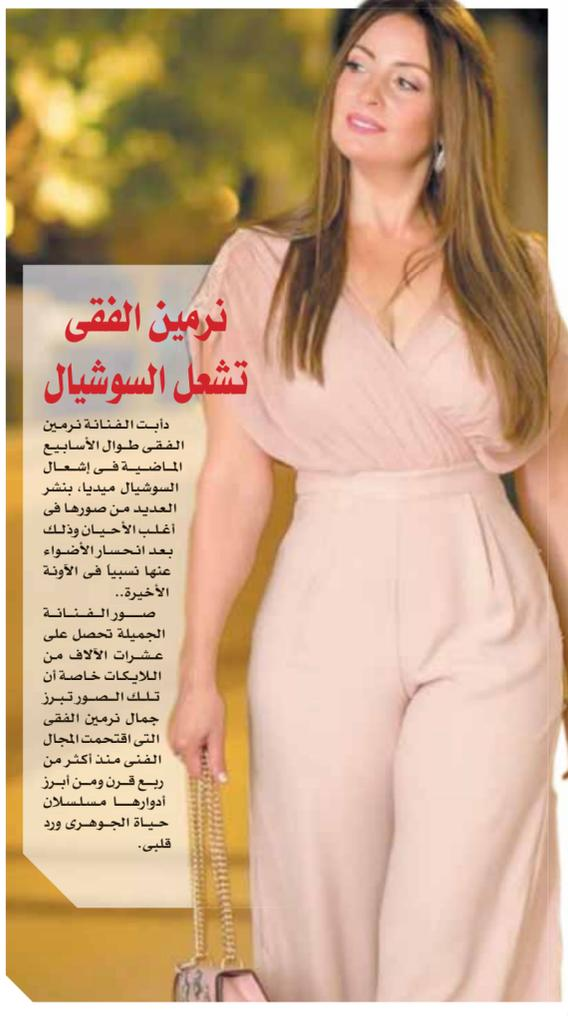 نرمين الفقى
تشعل السوشيال
دأبت الفنانة نرمين
الفقى طوال الأسابيع
الماضية فى إشعال
السوشيال ميديا، بنشر
العديد من صورها فى
أغلب الأحيان وذلك
بعد انحسار الأضواء
عنها نسبياً فى الآونة
الأخيرة..
صور الفنانة
الجميلة تحصل على
عشرات الآلاف من
اللايكات خاصة أن
تلك الصور تبرز
جمال نرمين الفقى
التى اقتحمت المجال
الفنى منذ أكثر من
ربع قرن ومن أبرز
أدوارها مسلسلان
حياة الجوهرى ورد
قلبى.